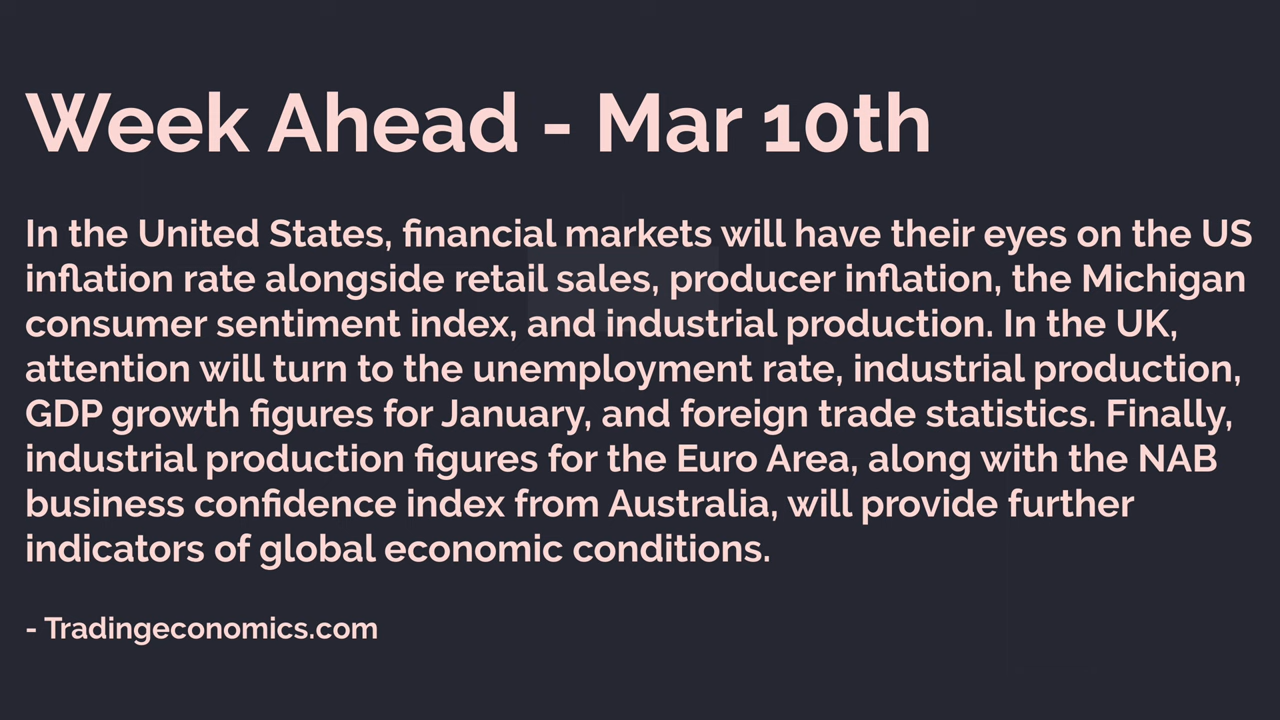 Week Ahead - Mar 10th
In the United States, financial markets will have their eyes on the US
inflation rate alongside retail sales, producer inflation, the Michigan
consumer sentiment index, and industrial production. In the UK,
attention will turn to the unemployment rate, industrial production,
GDP growth figures for January, and foreign trade statistics. Finally,
industrial production figures for the Euro Area, along with the NAB
business confidence index from Australia, will provide further
indicators of global economic conditions.
- Tradingeconomics.com